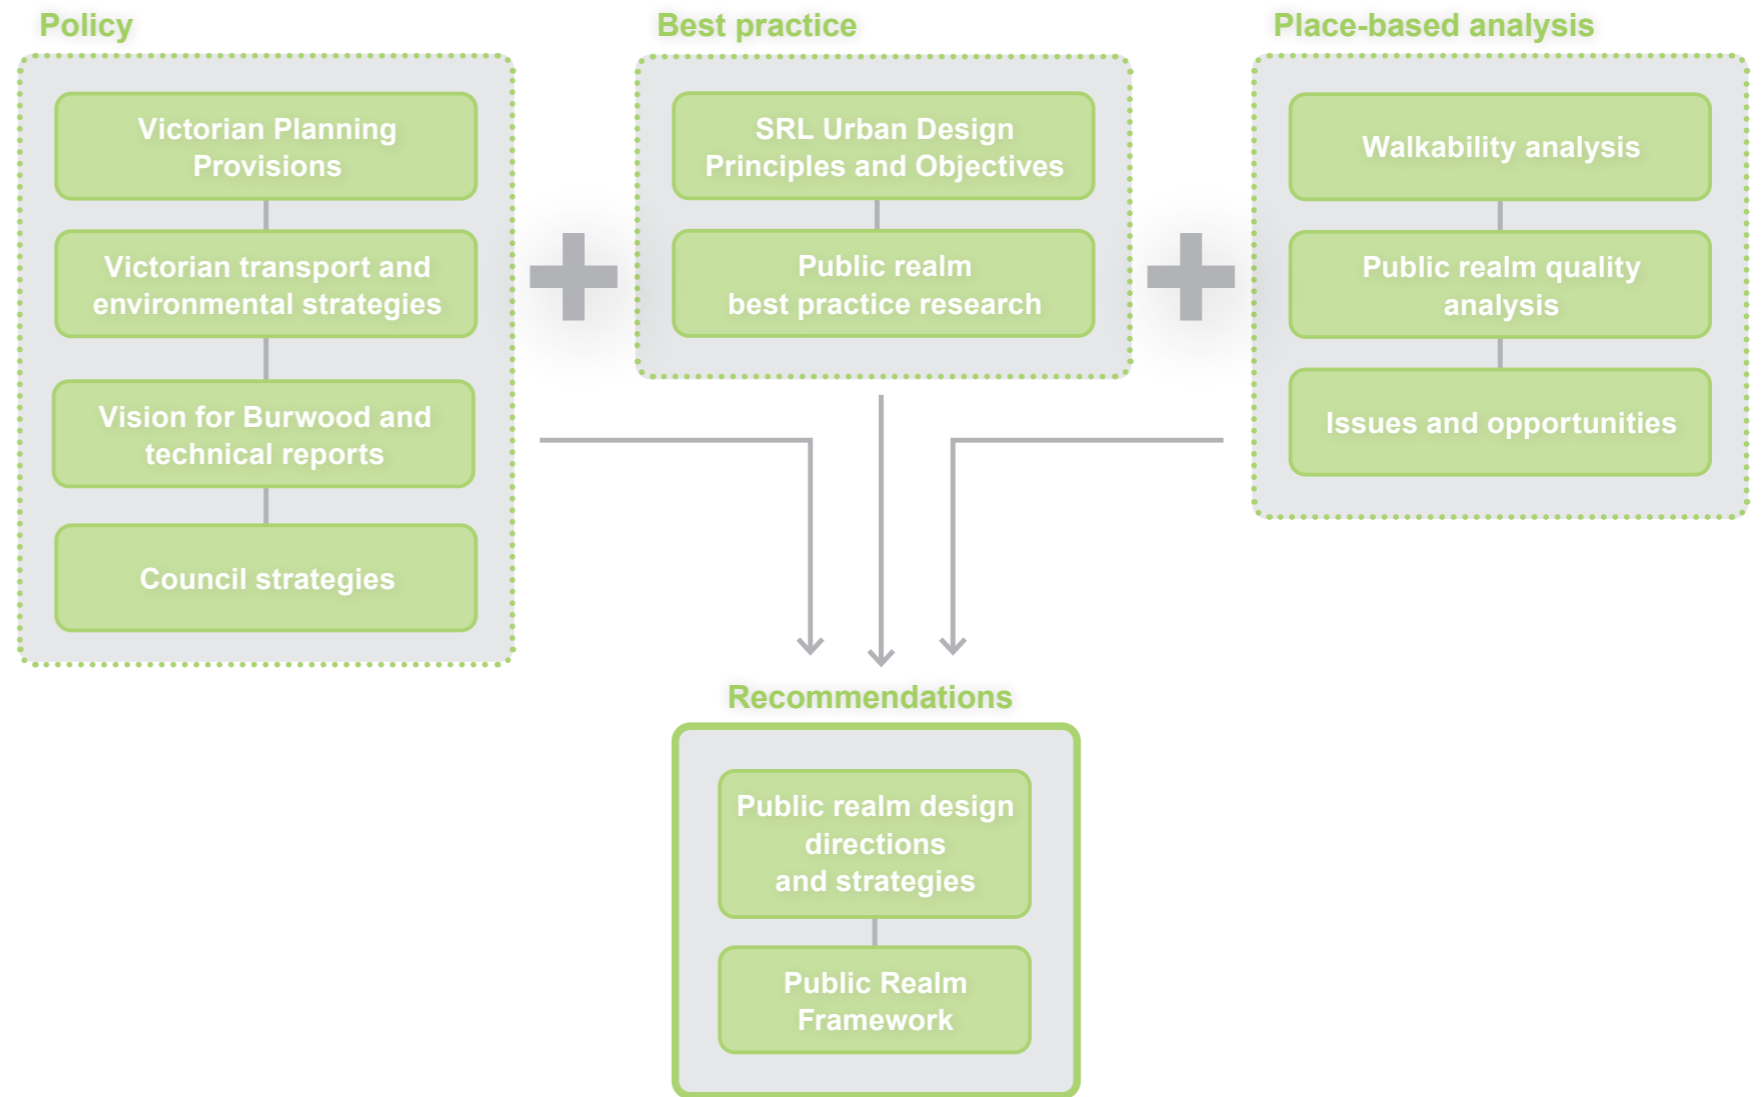 Policy
Victorian Planning
Provisions
Victorian transport and
environmental strategies
Vision for Burwood and
technical reports
Council strategies
Best practice
SRL Urban Design
Principles and Objectives
Public realm
best practice research
Place-based analysis
Walkability analysis
Public realm quality
analysis
Issues and opportunities
Recommendations
Public realm design
directions
and strategies
Public Realm
Framework